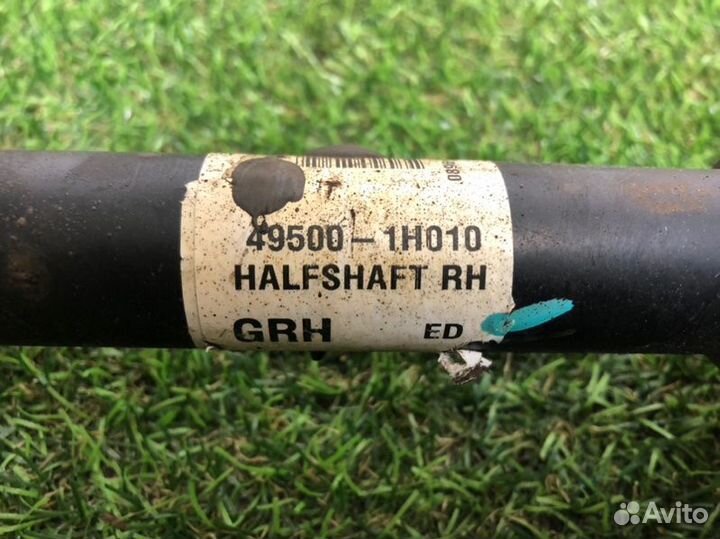 49500-1H010
HALFSHAFT RH
GRH ED
Avito